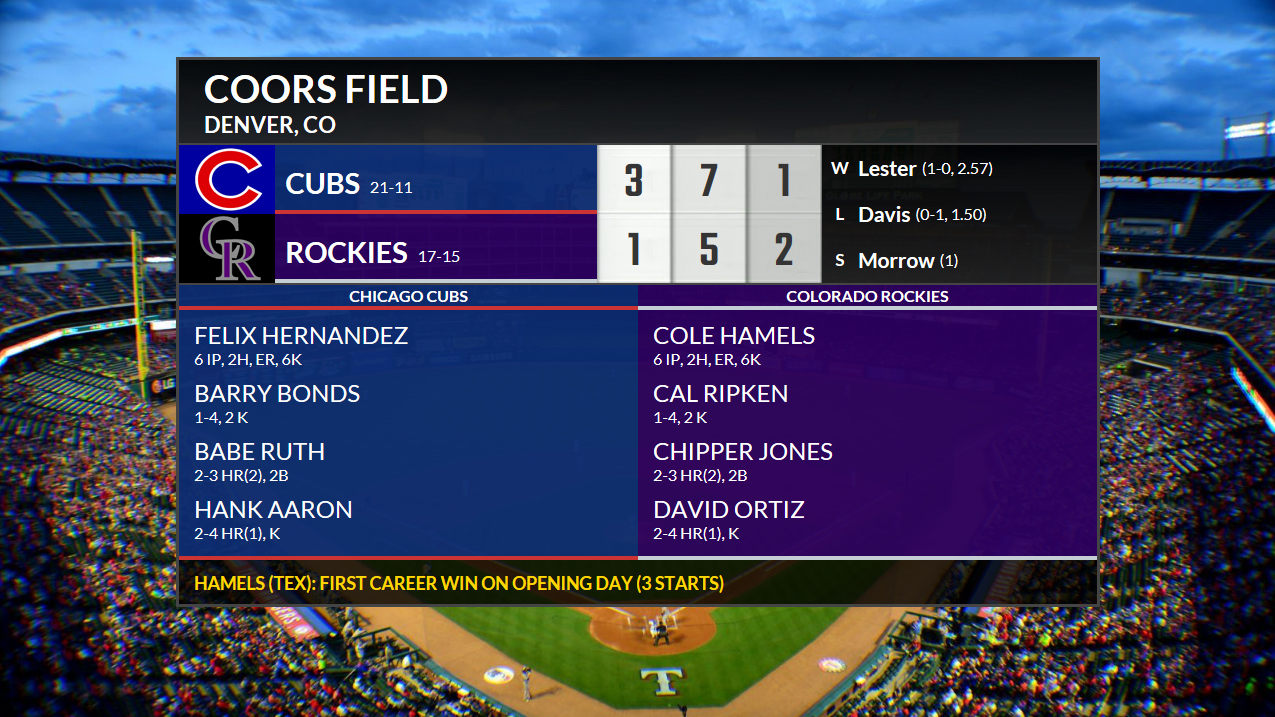 COORS FIELD
DENVER, CO
CUBS 21-11 3 7 1
ROCKIES 17-15 1 5 2
W Lester (1-0, 2.57)
L Davis (0-1, 1.50)
S Morrow (1)
CHICAGO CUBS
FELIX HERNANDEZ
6 IP, 2H, ER, 6K
BARRY BONDS
1-4, 2 K
BABE RUTH
2-3 HR(2), 2B
HANK AARON
2-4 HR(1), K
COLORADO ROCKIES
COLE HAMELS
6 IP, 2H, ER, 6K
CAL RIPKEN
1-4, 2 K
CHIPPER JONES
2-3 HR(2), 2B
DAVID ORTIZ
2-4 HR(1), K
HAMELS (TEX): FIRST CAREER WIN ON OPENING DAY (3 STARTS)
T